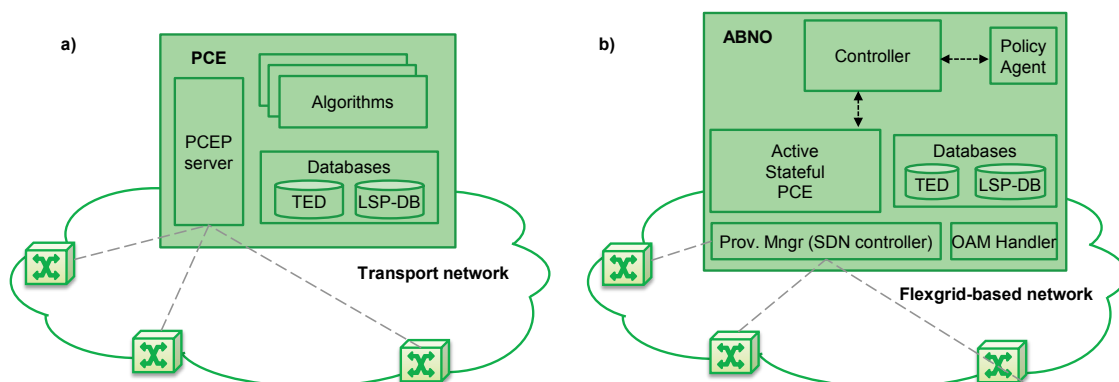 a)
PCE
PCEP
server
Algorithms
Databases
TED
LSP-DB
Transport network
b)
ABNO
Controller
Policy
Agent
Active
Stateful
PCE
Databases
TED
LSP-DB
Prov. Mngr (SDN controller)
OAM Handler
Flexgrid-based network